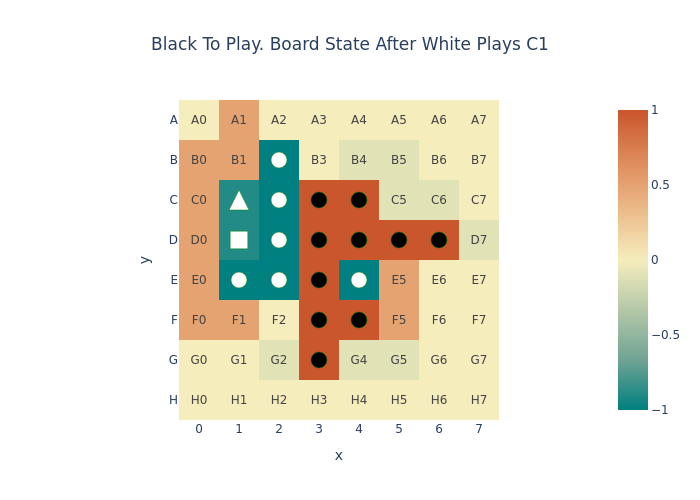 Black To Play. Board State After White Plays C1
A A0 A1 A2 A3 A4 A5 A6 A7
B B0 B1 B3 B4 B5 B6 B7
C C0 C5 C6 C7
D D0 D7
E E0 E5 E6 E7
F F0 F1 F2 F5 F6 F7
G G0 G1 G2 G4 G5 G6 G7
H H0 H1 H2 H3 H4 H5 H6 H7
0 1 2 3 4 5 6 7
x
y
1
0.5
0
−0.5
−1